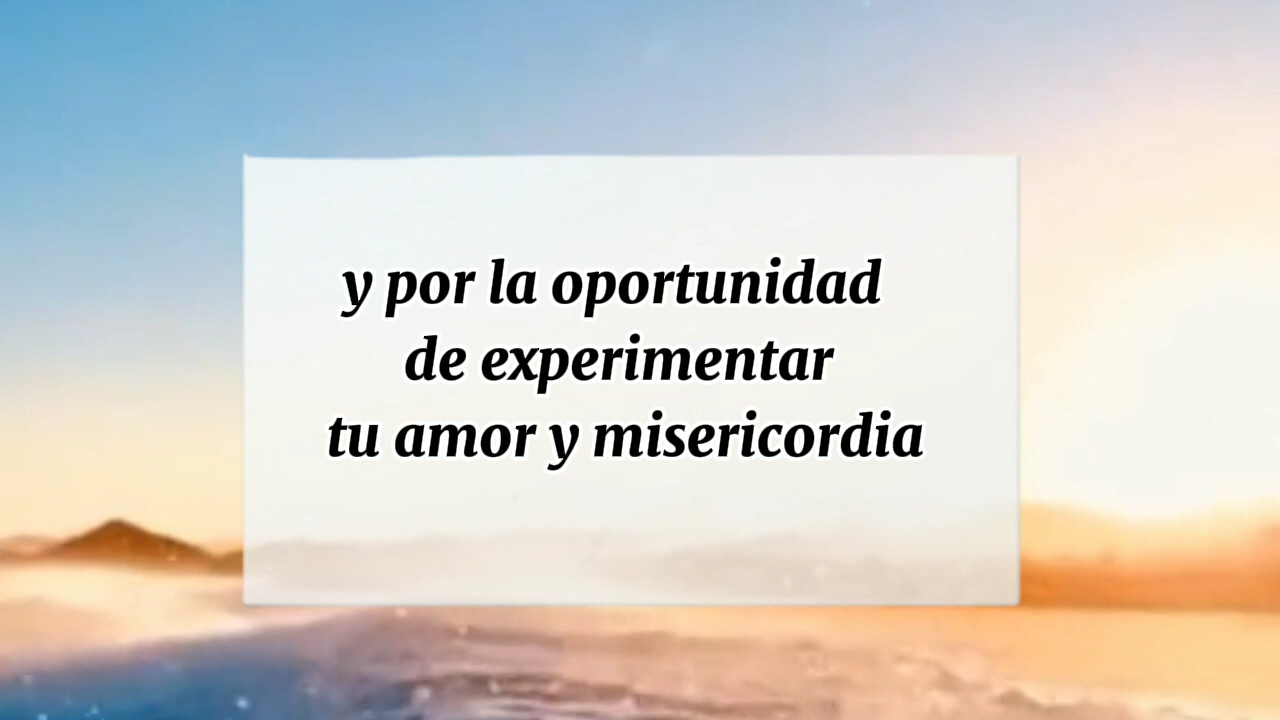 y por la oportunidad
de experimentar
tu amor y misericordia